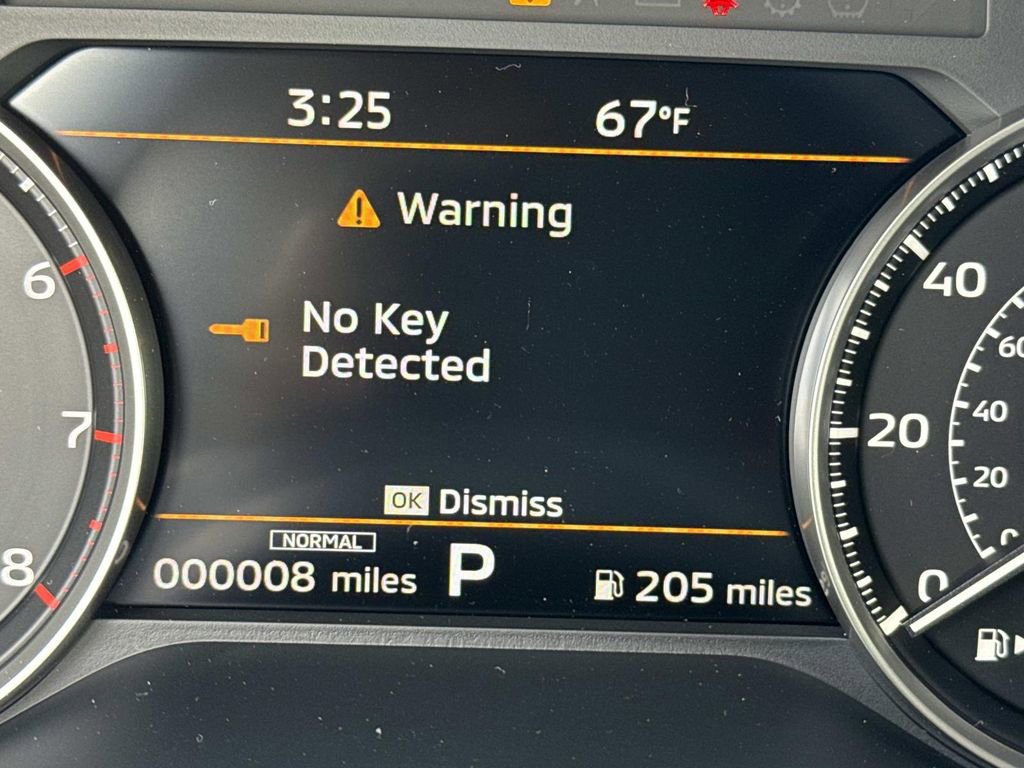 3:25 67°F
Warning
No Key
Detected
OK Dismiss
NORMAL
000008 miles P 205 miles
6
7
8
40
20
0
60
40
20
0